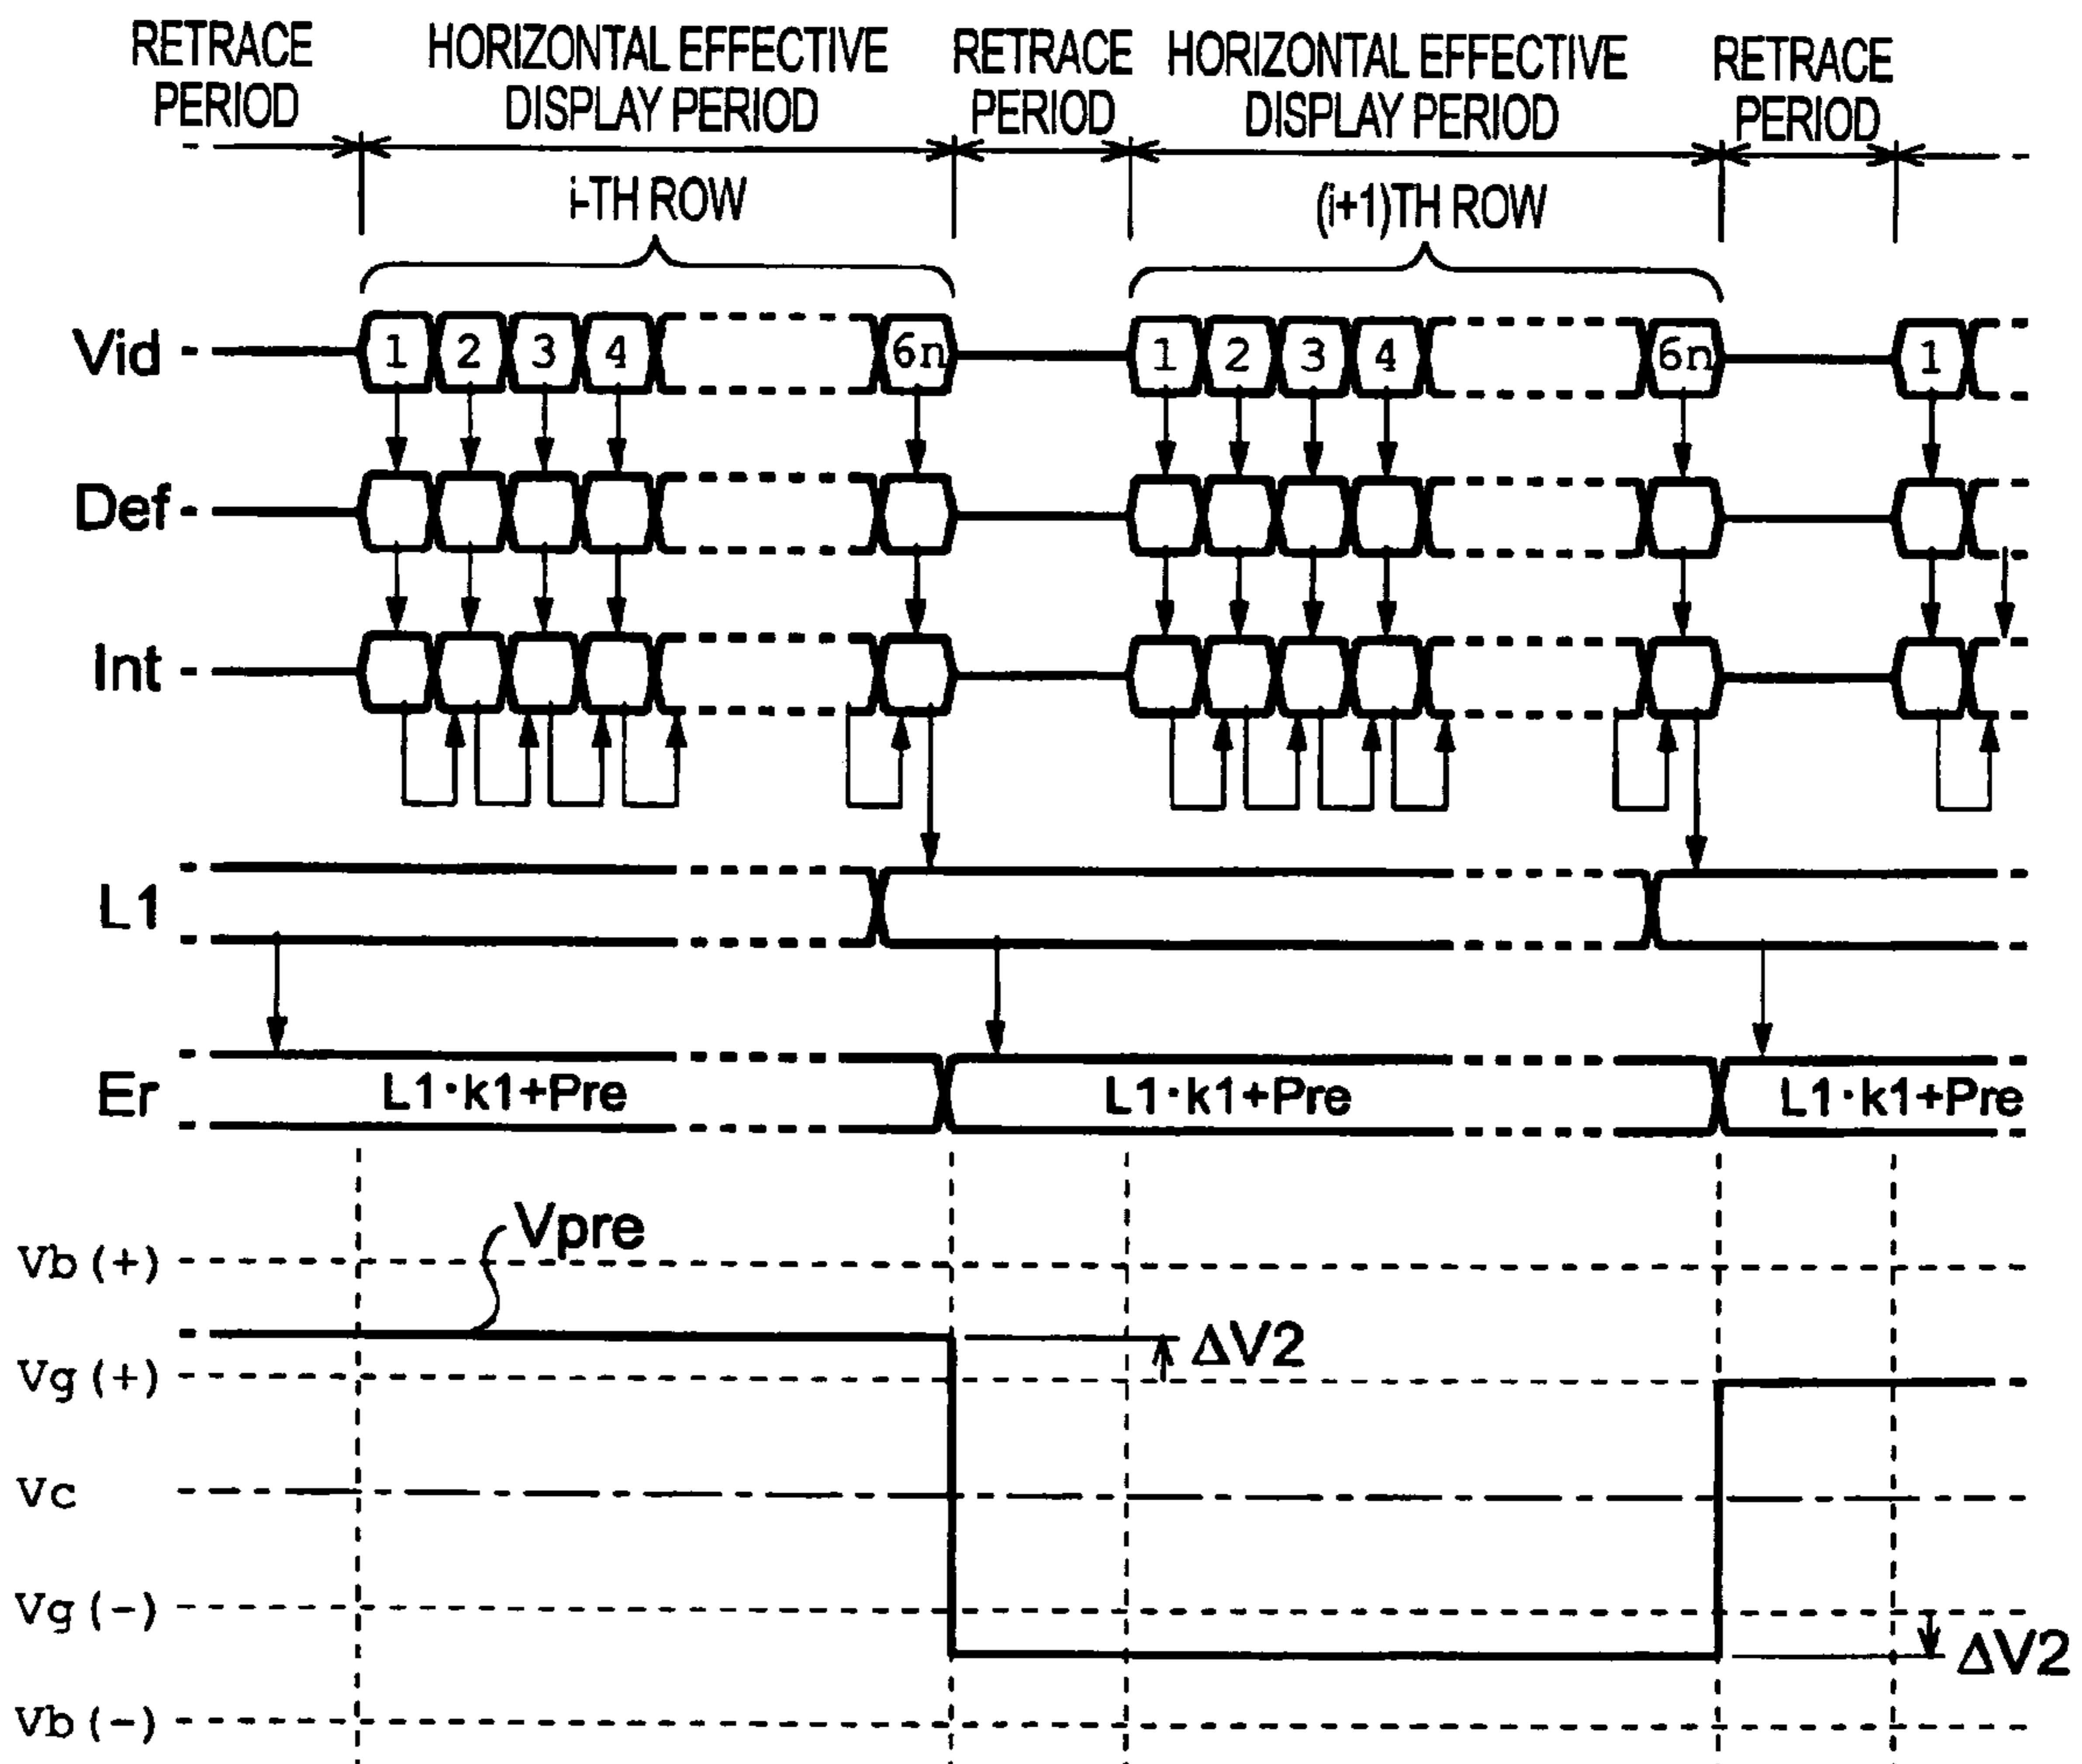 RETRACE PERIOD
HORIZONTAL EFFECTIVE DISPLAY PERIOD
RETRACE PERIOD
HORIZONTAL EFFECTIVE DISPLAY PERIOD
RETRACE PERIOD
i-TH ROW
(i+1)TH ROW
Vid 1 2 3 4 6n 1 2 3 4 6n 1
Def
Int
L1
Er L1·k1+Pre L1·k1+Pre L1·k1+Pre
Vpre
Vb(+)
ΔV2
Vg(+)
Vc
Vg(-)
ΔV2
Vb(-)